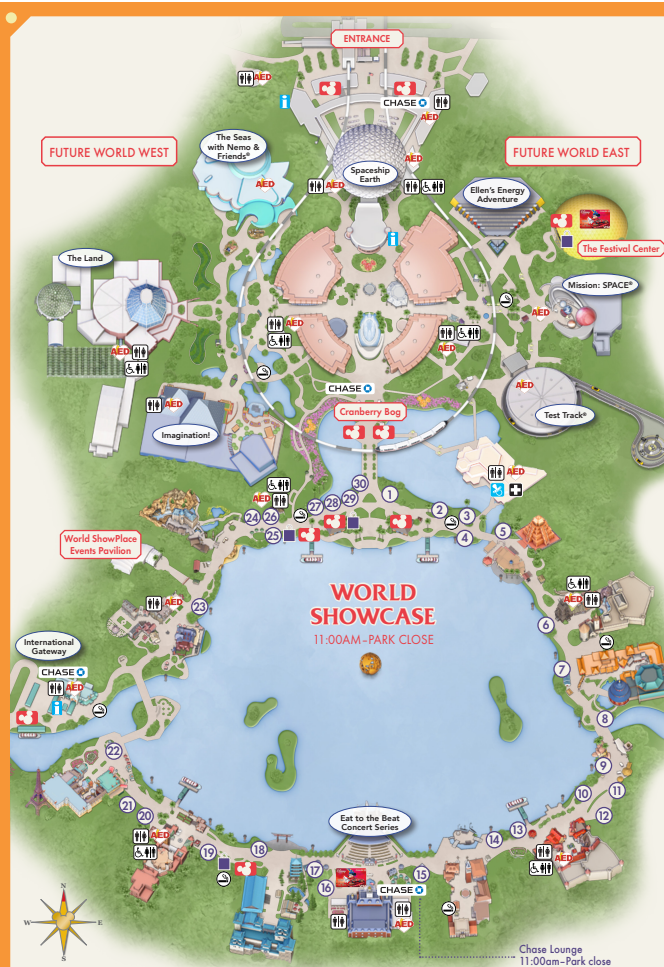 ENTRANCE
AED
CHASE
AED
i
FUTURE WORLD WEST
The Seas
with Nemo &
Friends®
AED
Spaceship
Earth
AED
AED
FUTURE WORLD EAST
Ellen's Energy
Adventure
The Festival Center
i
The Land
Mission: SPACE®
AED
AED
AED
AED
CHASE
AED
Test Track®
AED
Imagination!
Cranberry Bog
AED
AED
30
29
28
27
26
25
24
1
2
3
4
5
World ShowPlace
Events Pavilion
WORLD
SHOWCASE
11:00AM–PARK CLOSE
AED
23
AED
6
7
International
Gateway
CHASE
AED
i
8
9
10
11
12
22
21
20
AED
19
18
17
16
Eat to the Beat
Concert Series
15
14
13
AED
CHASE
AED
N
W
E
S
Chase Lounge
11:00am–Park close